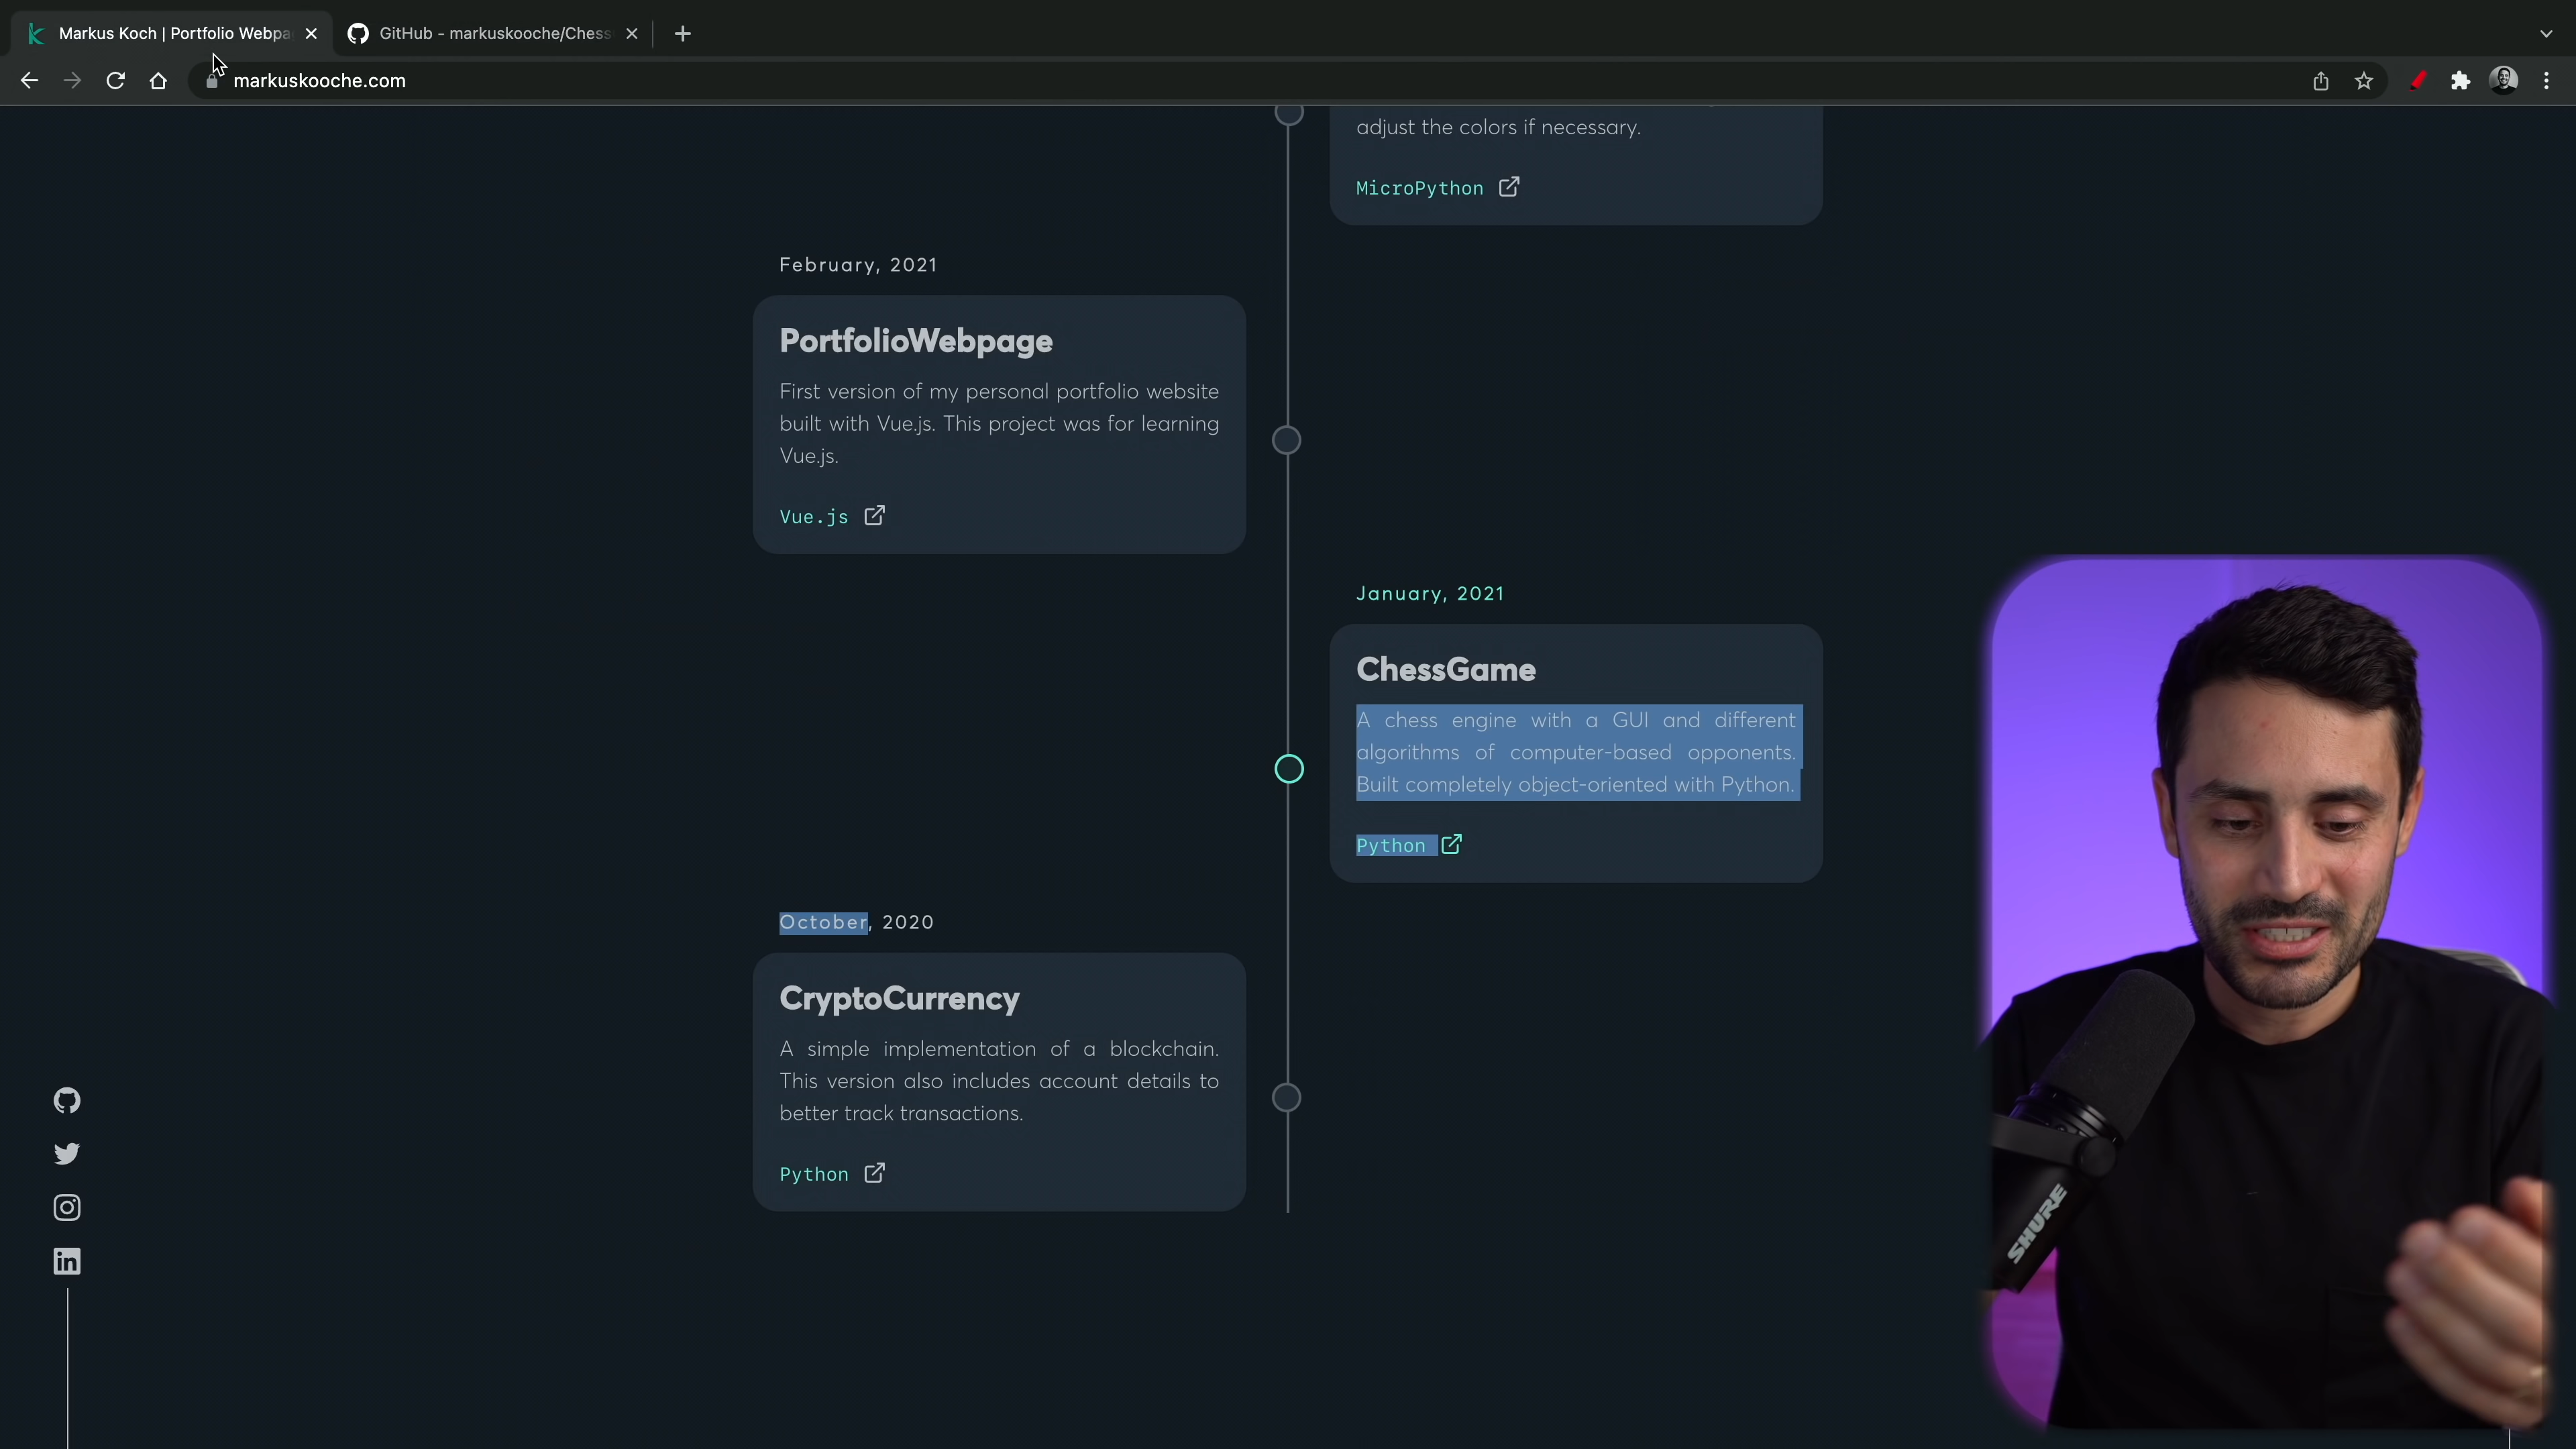 Markus Koch | Portfolio Webpa
GitHub - markuskooche/Chess
markuskooche.com
adjust the colors if necessary.
MicroPython
February, 2021
PortfolioWebpage
First version of my personal portfolio website
built with Vue.js. This project was for learning
Vue.js.
Vue.js
January, 2021
ChessGame
A chess engine with a GUI and different
algorithms of computer-based opponents.
Built completely object-oriented with Python.
Python
October, 2020
CryptoCurrency
A simple implementation of a blockchain.
This version also includes account details to
better track transactions.
Python
in
SHURE